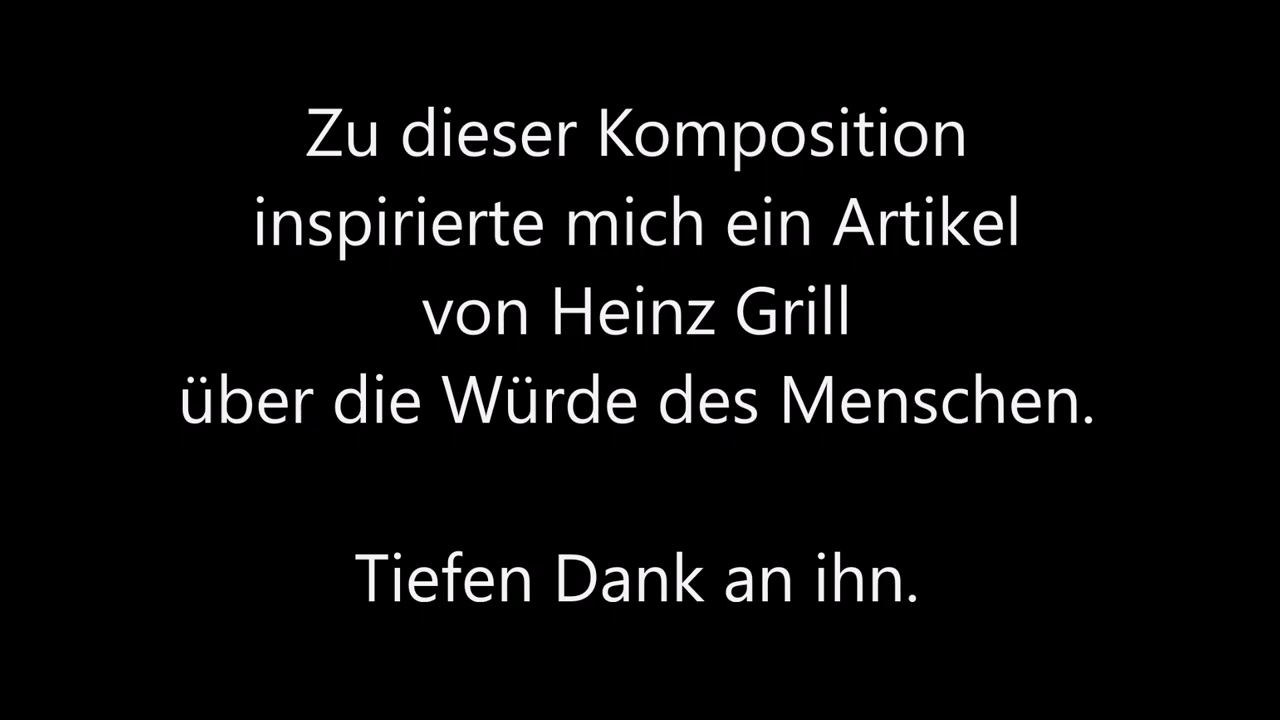 Zu dieser Komposition
inspirierte mich ein Artikel
von Heinz Grill
über die Würde des Menschen.
Tiefen Dank an ihn.